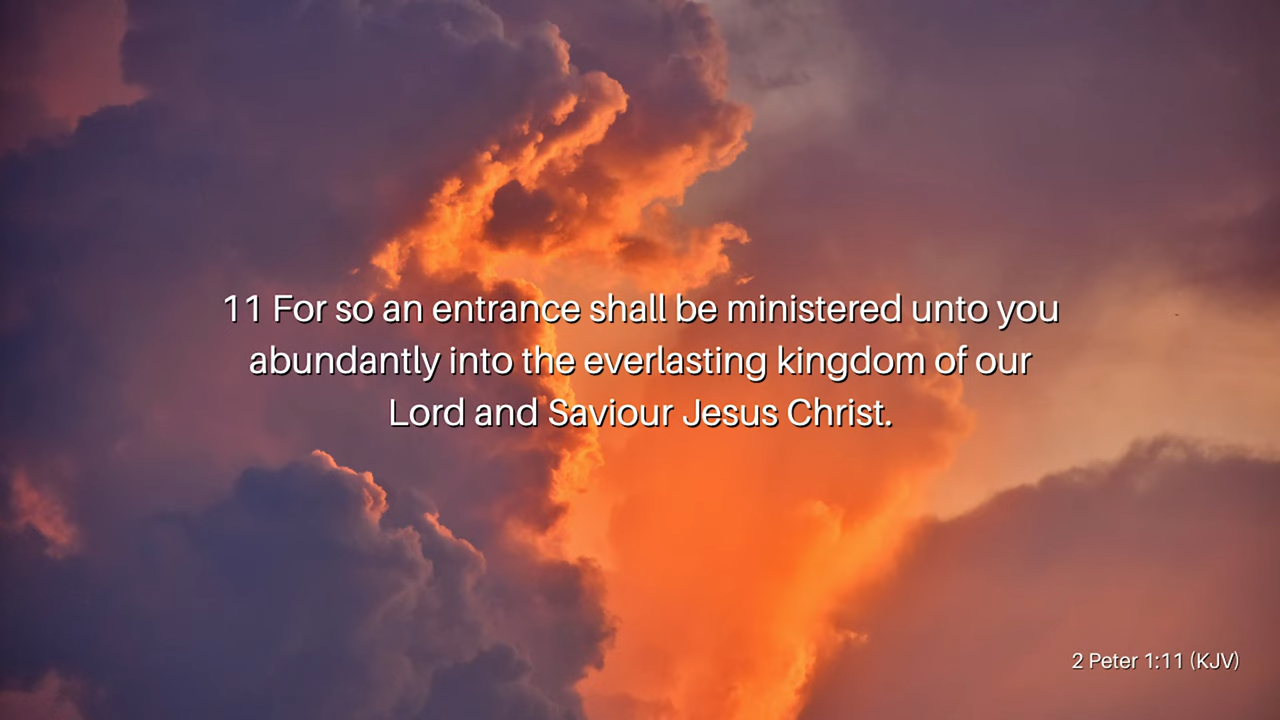 11 For so an entrance shall be ministered unto you
abundantly into the everlasting kingdom of our
Lord and Saviour Jesus Christ.
2 Peter 1:11 (KJV)